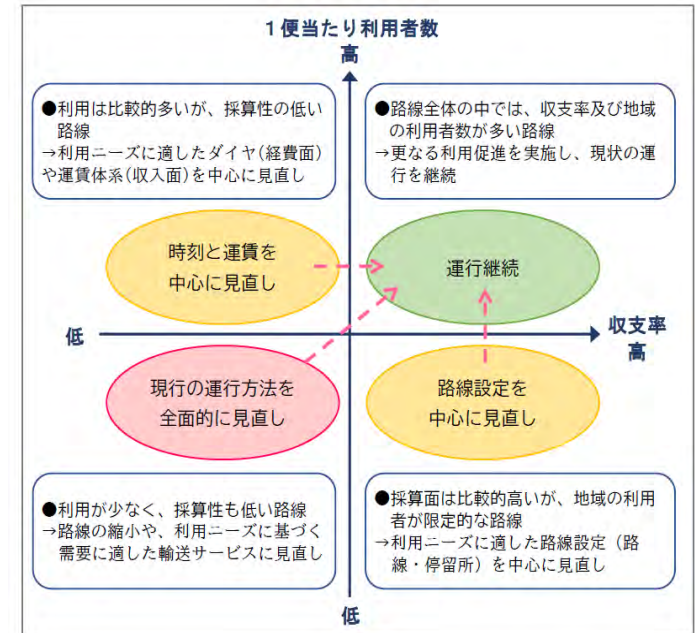 １便当たり利用者数
高
●利用は比較的多いが、採算性の低い
路線
→利用ニーズに適したダイヤ(経費面)
や運賃体系(収入面)を中心に見直し
●路線全体の中では、収支率及び地域
の利用者数が多い路線
→更なる利用促進を実施し、現状の運
行を継続
時刻と運賃を
中心に見直し
運行継続
低
収支率
高
現行の運行方法を
全面的に見直し
路線設定を
中心に見直し
●利用が少なく、採算性も低い路線
→路線の縮小や、利用ニーズに基づく
需要に適した輸送サービスに見直し
●採算面は比較的高いが、地域の利用
者が限定的な路線
→利用ニーズに適した路線設定（路
線・停留所）を中心に見直し
低